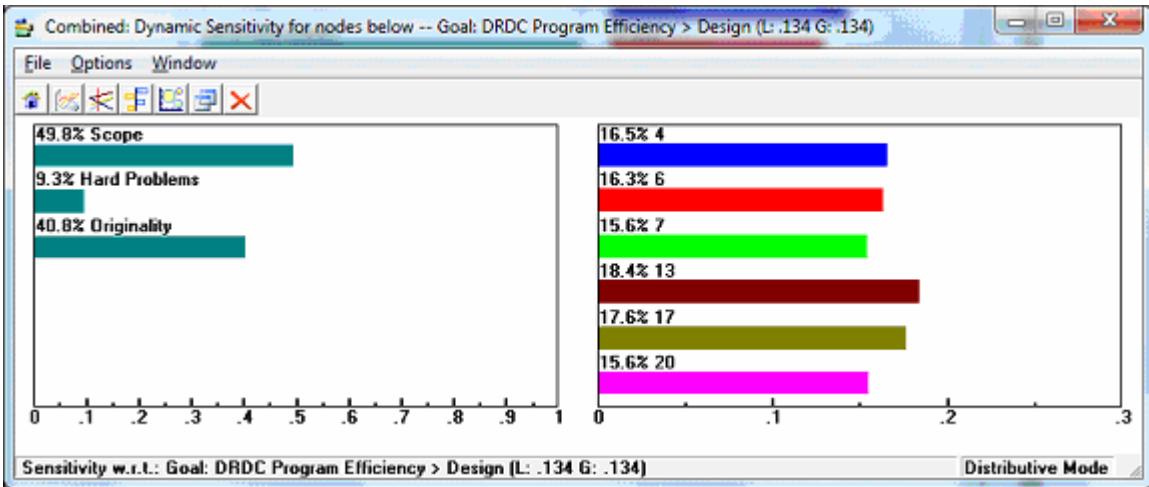 Combined: Dynamic Sensitivity for nodes below -- Goal: DRDC Program Efficiency > Design (L: .134 G: .134)
File Options Window
49.8% Scope
9.3% Hard Problems
40.8% Originality
0 .1 .2 .3 .4 .5 .6 .7 .8 .9 1
16.5% 4
16.3% 6
15.6% 7
18.4% 13
17.6% 17
15.6% 20
0 .1 .2 .3
Sensitivity w.r.t.: Goal: DRDC Program Efficiency > Design (L: .134 G: .134)
Distributive Mode